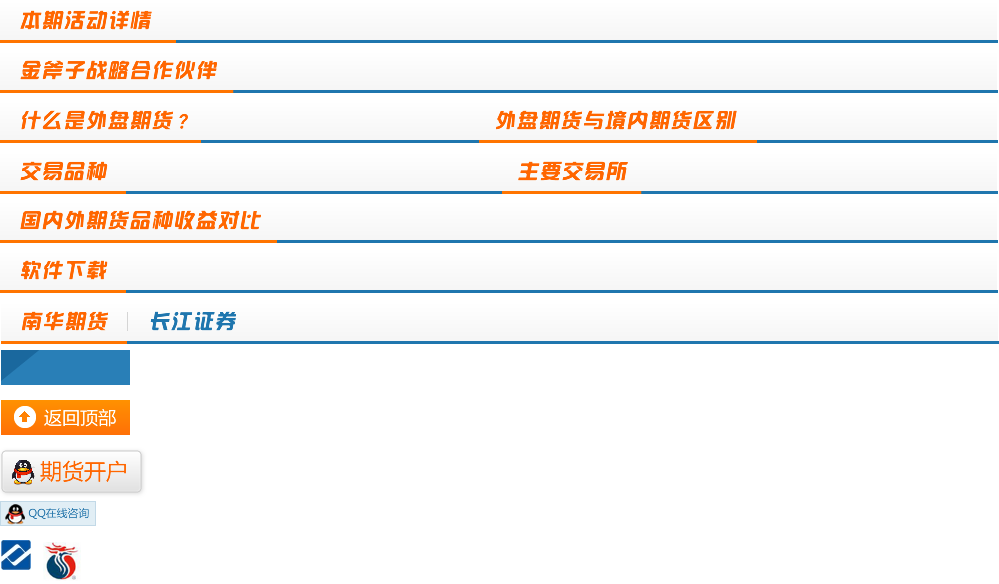 本期活动详情
金斧子战略合作伙伴
什么是外盘期货？ 外盘期货与境内期货区别
交易品种 主要交易所
国内外期货品种收益对比
软件下载
南华期货 长江证券
返回顶部
期货开户
QQ在线咨询